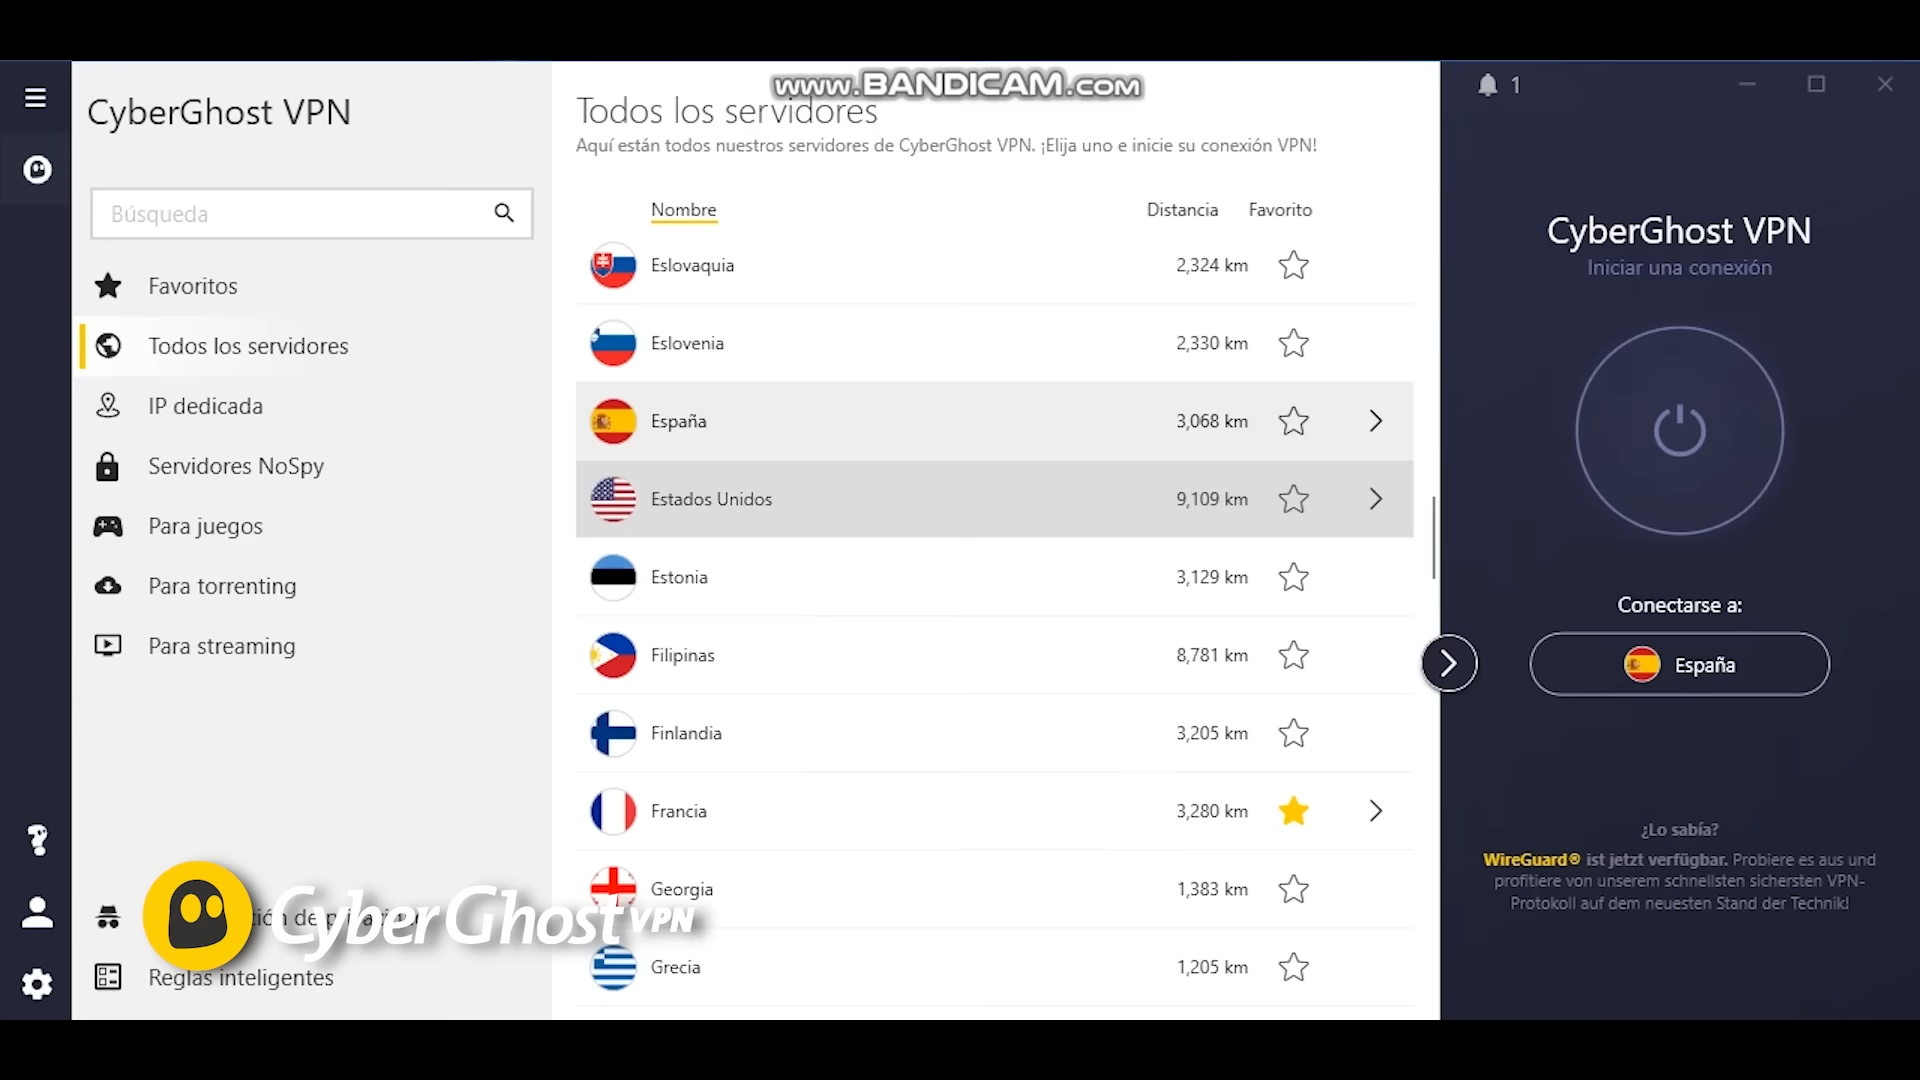 www.BANDICAM.com
CyberGhost VPN
Búsqueda
Favoritos
Todos los servidores
IP dedicada
Servidores NoSpy
Para juegos
Para torrenting
Para streaming
Reglas inteligentes
CyberGhost VPN
Todos los servidores
Aquí están todos nuestros servidores de CyberGhost VPN. ¡Elija uno e inicie su conexión VPN!
Nombre Distancia Favorito
Eslovaquia 2,324 km
Eslovenia 2,330 km
España 3,068 km
Estados Unidos 9,109 km
Estonia 3,129 km
Filipinas 8,781 km
Finlandia 3,205 km
Francia 3,280 km
Georgia 1,383 km
Grecia 1,205 km
1
CyberGhost VPN
Iniciar una conexión
Conectarse a:
España
¿Lo sabía?
WireGuard® ist jetzt verfügbar. Probiere es aus und
profitiere von unserem schnellsten sichersten VPN-
Protokoll auf dem neuesten Stand der Technik!